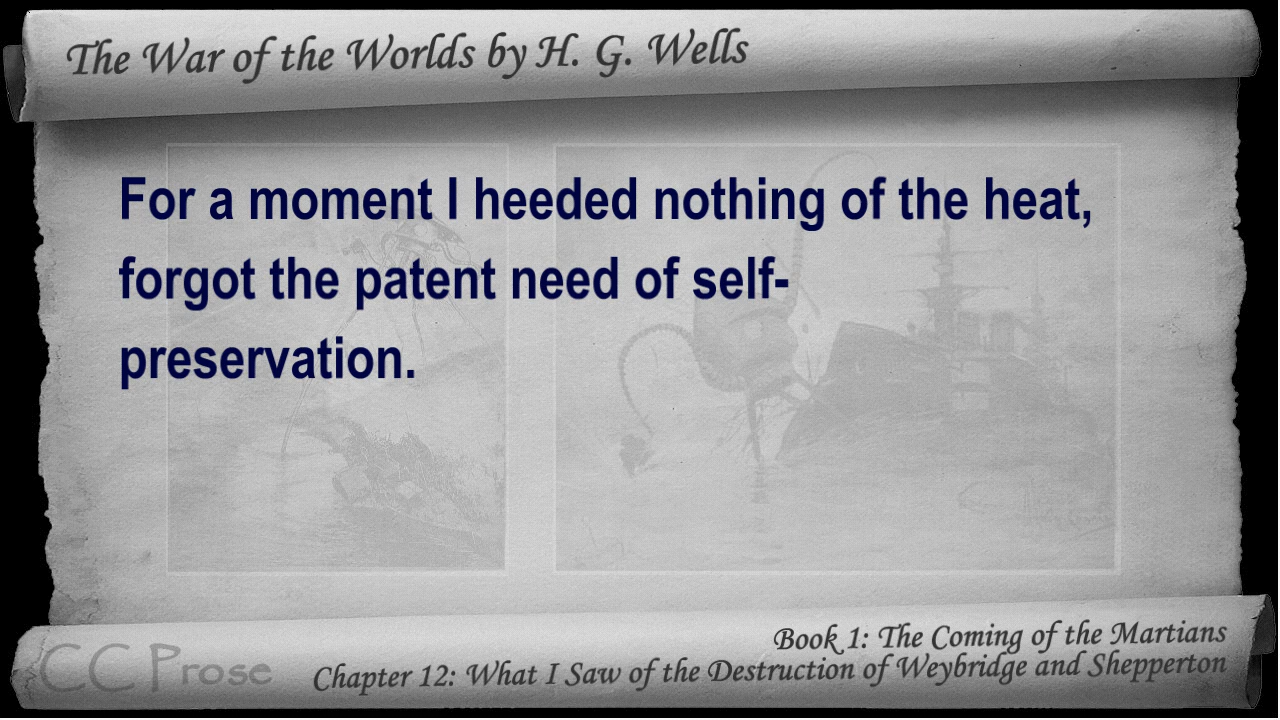 The War of the Worlds by H. G. Wells
For a moment I heeded nothing of the heat,
forgot the patent need of self-
preservation.
Book 1: The Coming of the Martians
CC Prose
Chapter 12: What I Saw of the Destruction of Weybridge and Shepperton